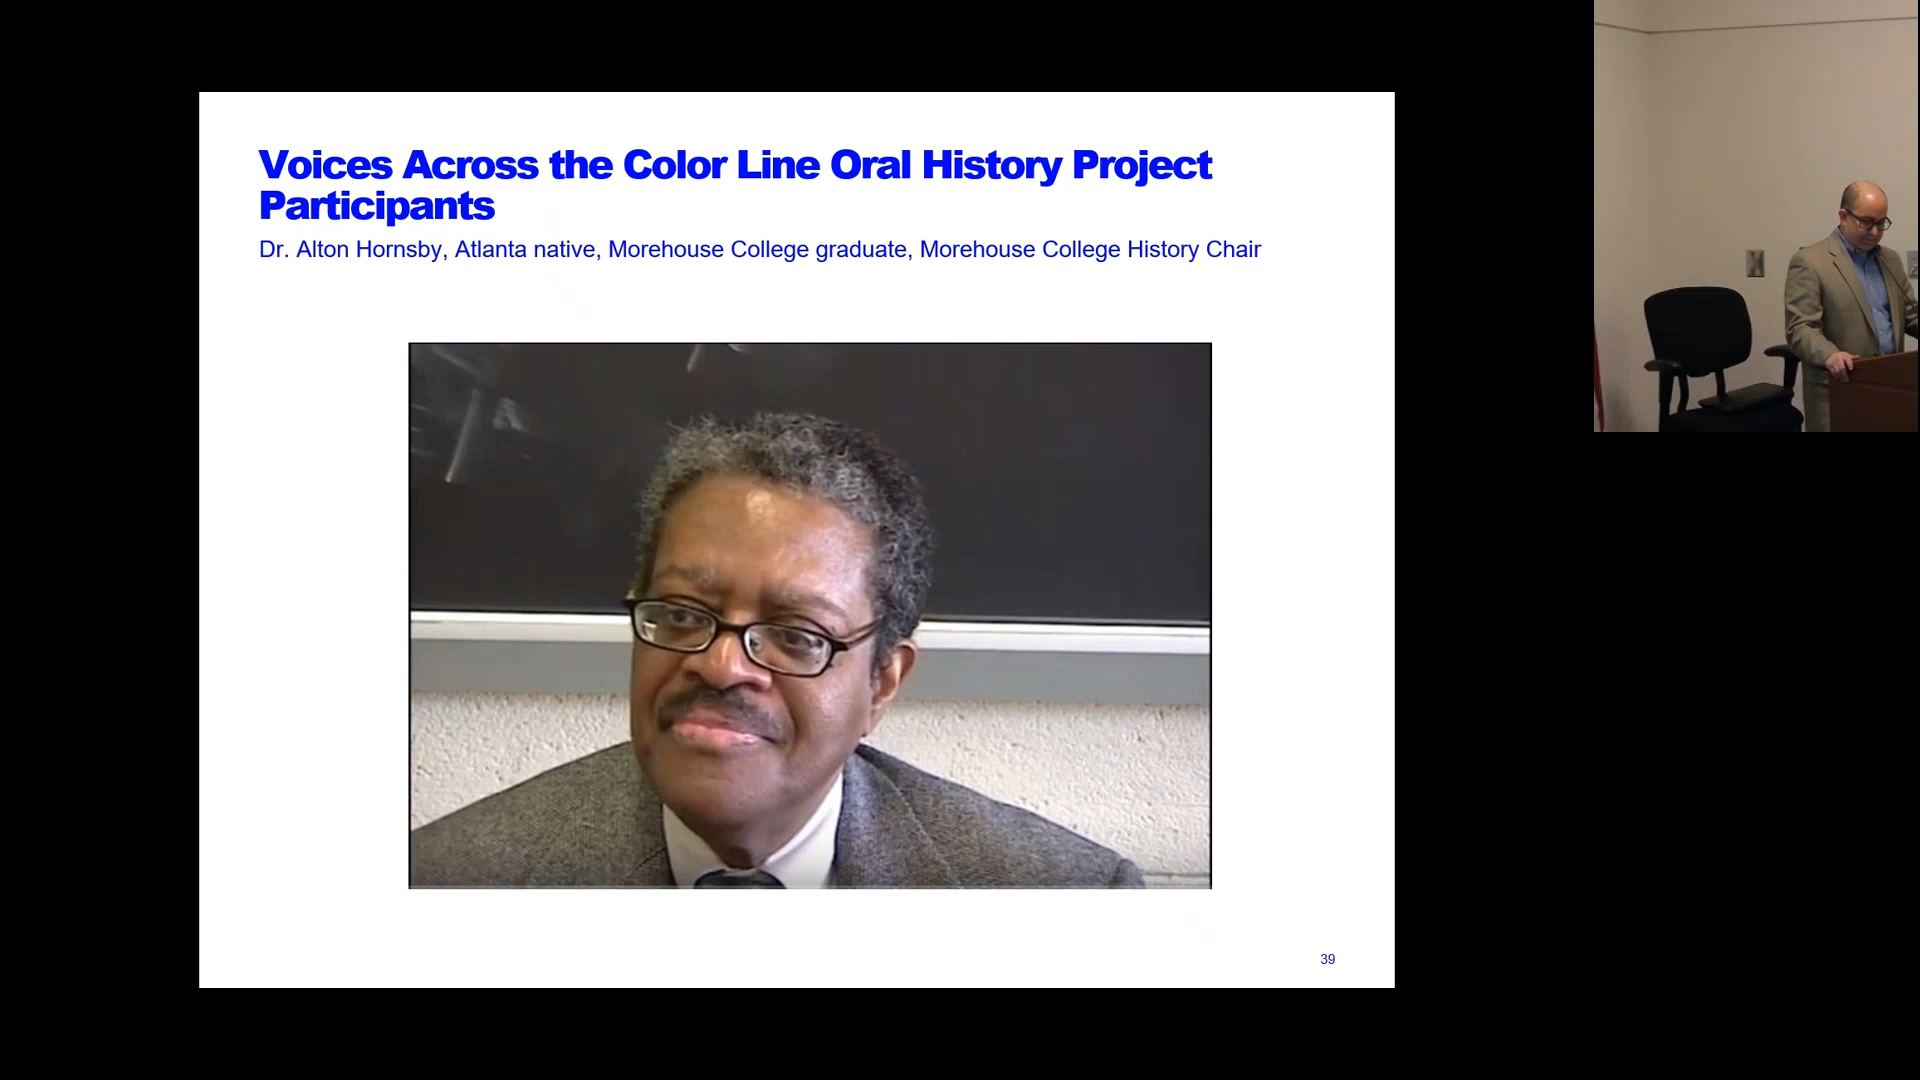 Voices Across the Color Line Oral History Project
Participants
Dr. Alton Hornsby, Atlanta native, Morehouse College graduate, Morehouse College History Chair
39